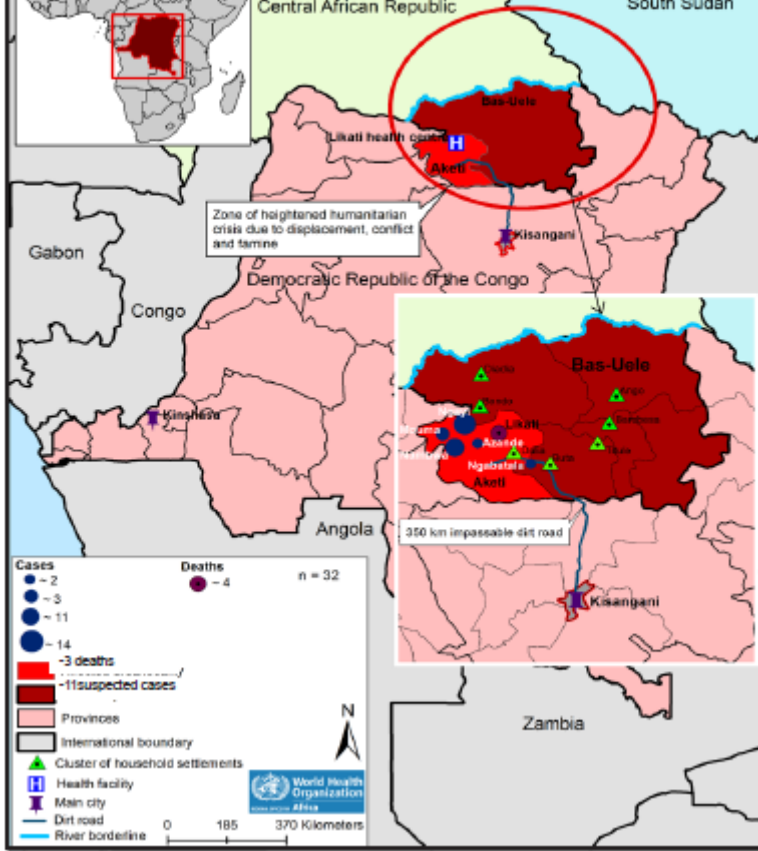 Central African Republic
South Sudan
Bas-Uele
Likati health centre
Aketi
Zone of heightened humanitarian
crisis due to displacement, conflict
and famine
Kisangani
Gabon
Democratic Republic of the Congo
Congo
Kinshasa
Bas-Uele
Ango
Likati
Azande
Ngabatala
Buta
Aketi
350 km impassable dirt road
Kisangani
Angola
Zambia
Cases
~ 2
~ 3
~ 11
~ 14
Deaths
~ 4
n = 32
-3 deaths
-11suspected cases
Provinces
International boundary
Cluster of household settlements
Health facility
Main city
Dirt road
River borderline
N
World Health
Organization
Africa
0 185 370 Kilometers